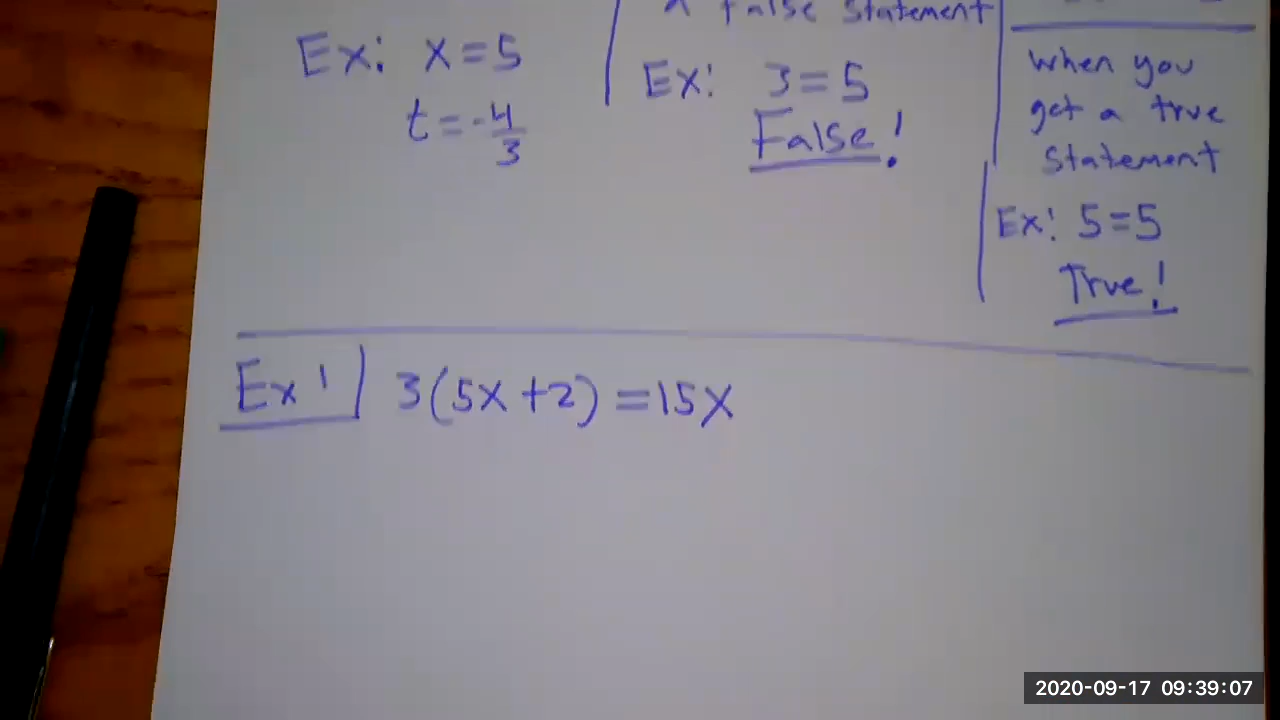 Ex: x=5
t=-4/3
a false statement
Ex: 3=5
False!
when you
get a true
statement
Ex: 5=5
True!
Ex 1 3(5x+2)=15x
2020-09-17 09:39:07